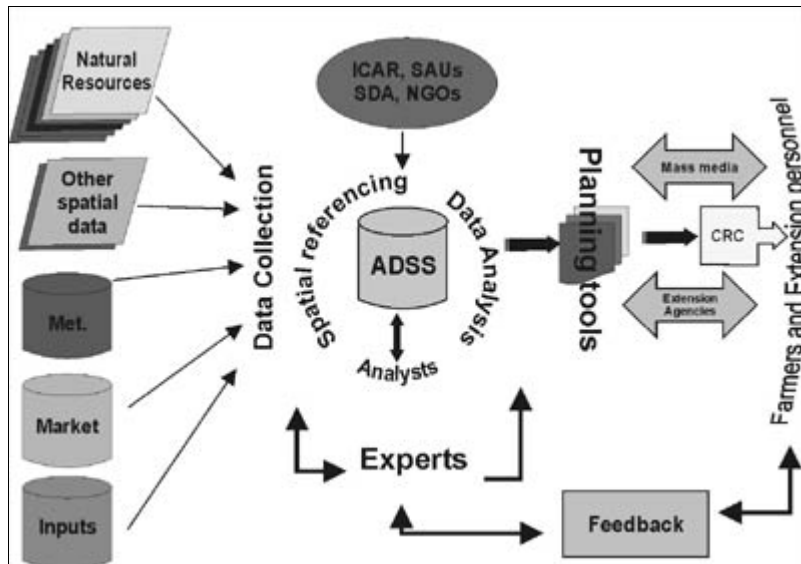 Natural
Resources
Other
spatial
data
Met.
Market
Inputs
Data Collection
ICAR, SAUs
SDA, NGOs
Spatial referencing
Data Analysis
ADSS
Analysts
Experts
Planning tools
Mass media
CRC
Extension
Agencies
Farmers and Extension personnel
Feedback